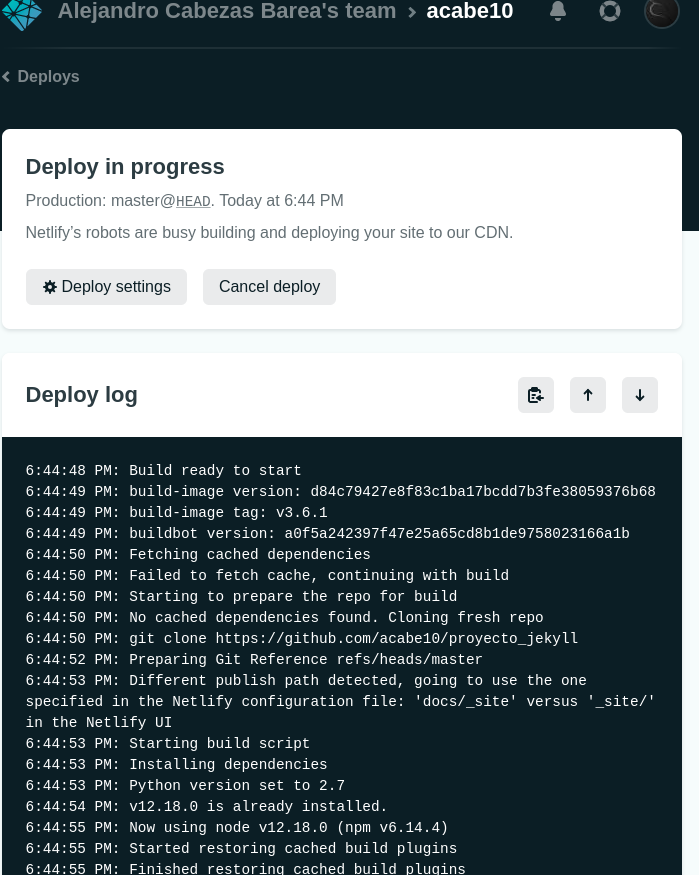 Alejandro Cabezas Barea's team › acabe10
Deploys
Deploy in progress
Production: master@HEAD. Today at 6:44 PM
Netlify’s robots are busy building and deploying your site to our CDN.
Deploy settings Cancel deploy
Deploy log
6:44:48 PM: Build ready to start
6:44:49 PM: build-image version: d84c79427e8f83c1ba17bcdd7b3fe38059376b68
6:44:49 PM: build-image tag: v3.6.1
6:44:49 PM: buildbot version: a0f5a242397f47e25a65cd8b1de9758023166a1b
6:44:50 PM: Fetching cached dependencies
6:44:50 PM: Failed to fetch cache, continuing with build
6:44:50 PM: Starting to prepare the repo for build
6:44:50 PM: No cached dependencies found. Cloning fresh repo
6:44:50 PM: git clone https://github.com/acabe10/proyecto_jekyll
6:44:52 PM: Preparing Git Reference refs/heads/master
6:44:53 PM: Different publish path detected, going to use the one
specified in the Netlify configuration file: 'docs/_site' versus '_site/'
in the Netlify UI
6:44:53 PM: Starting build script
6:44:53 PM: Installing dependencies
6:44:53 PM: Python version set to 2.7
6:44:54 PM: v12.18.0 is already installed.
6:44:55 PM: Now using node v12.18.0 (npm v6.14.4)
6:44:55 PM: Started restoring cached build plugins
6:44:55 PM: Finished restoring cached build plugins